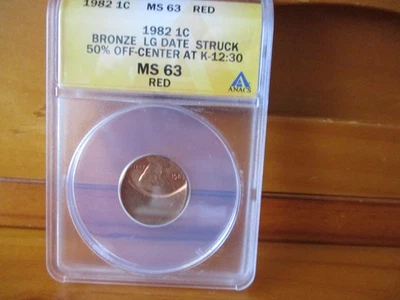 1982 1C MS 63 RED
1982 1C
BRONZE LG DATE STRUCK
50% OFF-CENTER AT K-12:30
MS 63
RED
ANACS